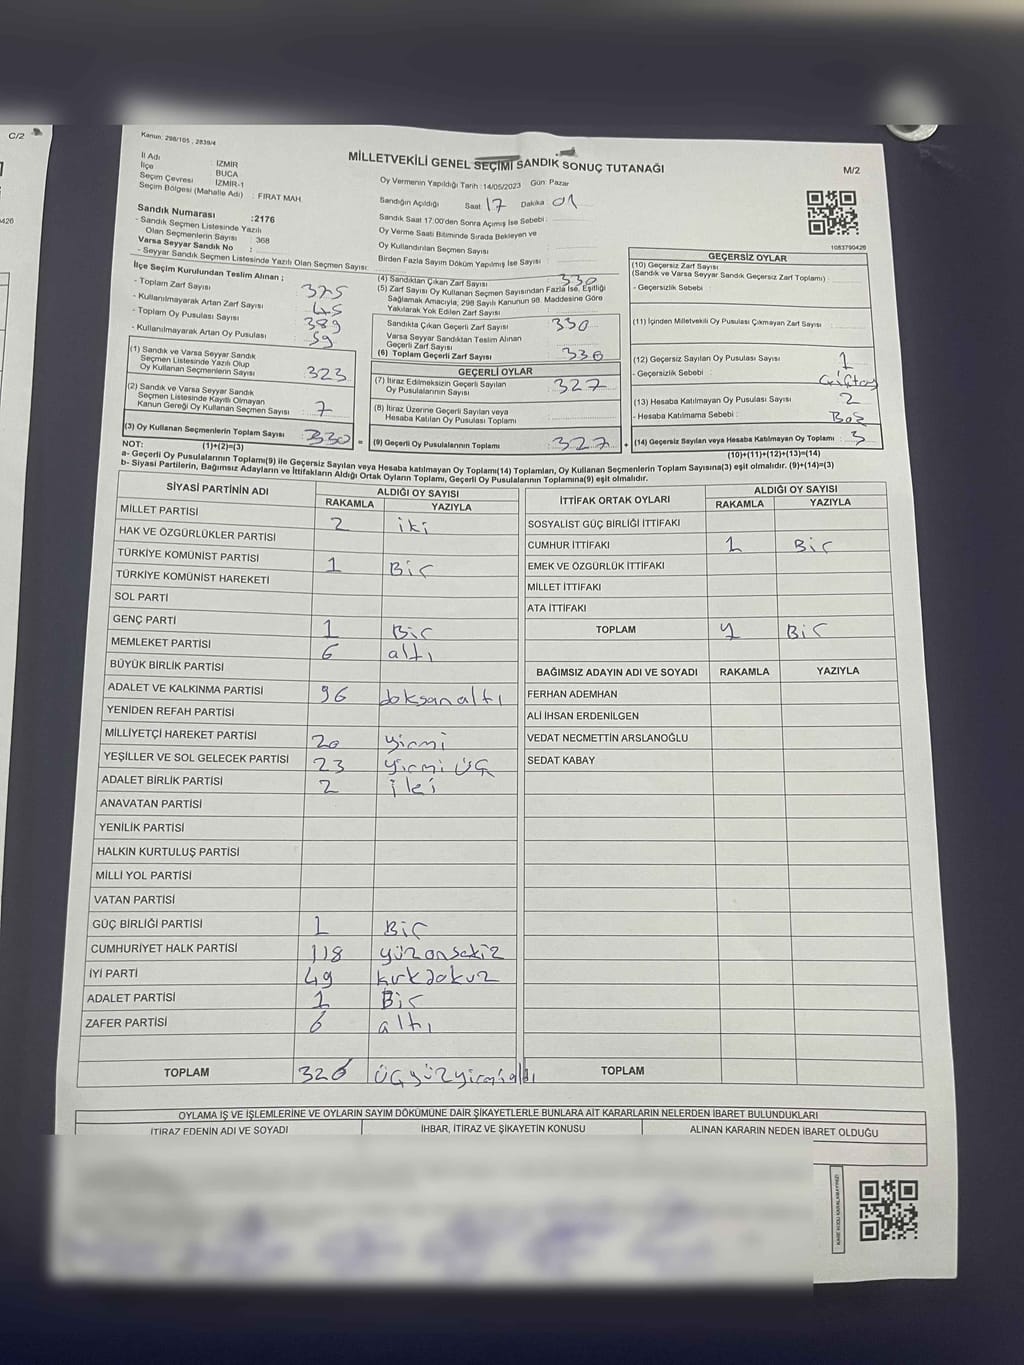 C/2
Kanun: 298/105 , 2839/4
MİLLETVEKİLİ GENEL SEÇİMİ SANDIK SONUÇ TUTANAĞI
M/2
İl Adı : İZMİR
İlçe : BUCA
Seçim Çevresi : İZMİR-1
Seçim Bölgesi (Mahalle Adı) : FIRAT MAH.
Sandık Numarası :2176
- Sandık Seçmen Listesinde Yazılı
Olan Seçmenlerin Sayısı : 368
Varsa Seyyar Sandık No :
- Seyyar Sandık Seçmen Listesinde Yazılı Olan Seçmen Sayısı:
Oy Vermenin Yapıldığı Tarih :14/05/2023 Gün: Pazar
Sandığın Açıldığı Saat 17 Dakika 01
Sandık Saat 17:00'den Sonra Açımış İse Sebebi :
Oy Verme Saati Bitiminde Sırada Bekleyen ve
Oy Kullandırılan Seçmen Sayısı :
Birden Fazla Sayım Döküm Yapılmış İse Sayısı :
1083790426
İlçe Seçim Kurulundan Teslim Alınan ;
- Toplam Zarf Sayısı : 375
- Kullanılmayarak Artan Zarf Sayısı : 45
- Toplam Oy Pusulası Sayısı : 389
- Kullanılmayarak Artan Oy Pusulası : 59
(1) Sandık ve Varsa Seyyar Sandık
Seçmen Listesinde Yazılı Olup
Oy Kullanan Seçmenlerin Sayısı : 323
(2) Sandık ve Varsa Seyyar Sandık
Seçmen Listesinde Kayıtlı Olmayan
Kanun Gereği Oy Kullanan Seçmen Sayısı : 7
(3) Oy Kullanan Seçmenlerin Toplam Sayısı : 330
(1)+(2)=(3)
(4) Sandıktan Çıkan Zarf Sayısı : 330
(5) Zarf Sayısı Oy Kullanan Seçmen Sayısından Fazla İse, Eşitliği
Sağlamak Amacıyla, 298 Sayılı Kanunun 98. Maddesine Göre
Yakılarak Yok Edilen Zarf Sayısı :
Sandıkta Çıkan Geçerli Zarf Sayısı : 330
Varsa Seyyar Sandıktan Teslim Alınan
Geçerli Zarf Sayısı :
(6) Toplam Geçerli Zarf Sayısı : 330
GEÇERLİ OYLAR
(7) İtiraz Edilmeksizin Geçerli Sayılan
Oy Pusulalarının Sayısı : 327
(8) İtiraz Üzerine Geçerli Sayılan veya
Hesaba Katılan Oy Pusulası Toplamı :
= (9) Geçerli Oy Pusulalarının Toplamı : 327 +
GEÇERSİZ OYLAR
(10) Geçersiz Zarf Sayısı
(Sandık ve Varsa Seyyar Sandık Geçersiz Zarf Toplamı) :
- Geçersizlik Sebebi :
(11) İçinden Milletvekili Oy Pusulası Çıkmayan Zarf Sayısı :
(12) Geçersiz Sayılan Oy Pusulası Sayısı : 1
- Geçersizlik Sebebi :
(13) Hesaba Katılmayan Oy Pusulası Sayısı : 2
- Hesaba Katılmama Sebebi : Boş
(14) Geçersiz Sayılan veya Hesaba Katılmayan Oy Toplamı : 3
(10)+(11)+(12)+(13)=(14)
NOT:
a- Geçerli Oy Pusulalarının Toplamı(9) ile Geçersiz Sayılan veya Hesaba katılmayan Oy Toplamı(14) Toplamları, Oy Kullanan Seçmenlerin Toplam Sayısına(3) eşit olmalıdır. (9)+(14)=(3)
b- Siyasi Partilerin, Bağımsız Adayların ve İttifakların Aldığı Ortak Oyların Toplamı, Geçerli Oy Pusulalarının Toplamına(9) eşit olmalıdır.
SİYASİ PARTİNİN ADI ALDIĞI OY SAYISI
RAKAMLA YAZIYLA
MİLLET PARTİSİ 2 iki
HAK VE ÖZGÜRLÜKLER PARTİSİ
TÜRKİYE KOMÜNİST PARTİSİ 1 Bir
TÜRKİYE KOMÜNİST HAREKETİ
SOL PARTİ
GENÇ PARTİ 1 Bir
MEMLEKET PARTİSİ 6 altı
BÜYÜK BİRLİK PARTİSİ
ADALET VE KALKINMA PARTİSİ 96 doksanaltı
YENİDEN REFAH PARTİSİ
MİLLİYETÇİ HAREKET PARTİSİ 20 yirmi
YEŞİLLER VE SOL GELECEK PARTİSİ 23 yirmi üç
ADALET BİRLİK PARTİSİ 2 iki
ANAVATAN PARTİSİ
YENİLİK PARTİSİ
HALKIN KURTULUŞ PARTİSİ
MİLLİ YOL PARTİSİ
VATAN PARTİSİ
GÜÇ BİRLİĞİ PARTİSİ 1 Bir
CUMHURİYET HALK PARTİSİ 118 yüzonsekiz
İYİ PARTİ 49 kırkdokuz
ADALET PARTİSİ 1 Bir
ZAFER PARTİSİ 6 altı
TOPLAM 326 üçyüzyirmialtı
İTTİFAK ORTAK OYLARI ALDIĞI OY SAYISI
RAKAMLA YAZIYLA
SOSYALİST GÜÇ BİRLİĞİ İTTİFAKI
CUMHUR İTTİFAKI 1 Bir
EMEK VE ÖZGÜRLÜK İTTİFAKI
MİLLET İTTİFAKI
ATA İTTİFAKI
TOPLAM 1 Bir
BAĞIMSIZ ADAYIN ADI VE SOYADI RAKAMLA YAZIYLA
FERHAN ADEMHAN
ALİ İHSAN ERDENİLGEN
VEDAT NECMETTİN ARSLANOĞLU
SEDAT KABAY
TOPLAM
OYLAMA İŞ VE İŞLEMLERİNE VE OYLARIN SAYIM DÖKÜMÜNE DAİR ŞİKAYETLERLE BUNLARA AİT KARARLARIN NELERDEN İBARET BULUNDUKLARI
İTİRAZ EDENİN ADI VE SOYADI İHBAR, İTİRAZ VE ŞİKAYETİN KONUSU ALINAN KARARIN NEDEN İBARET OLDUĞU